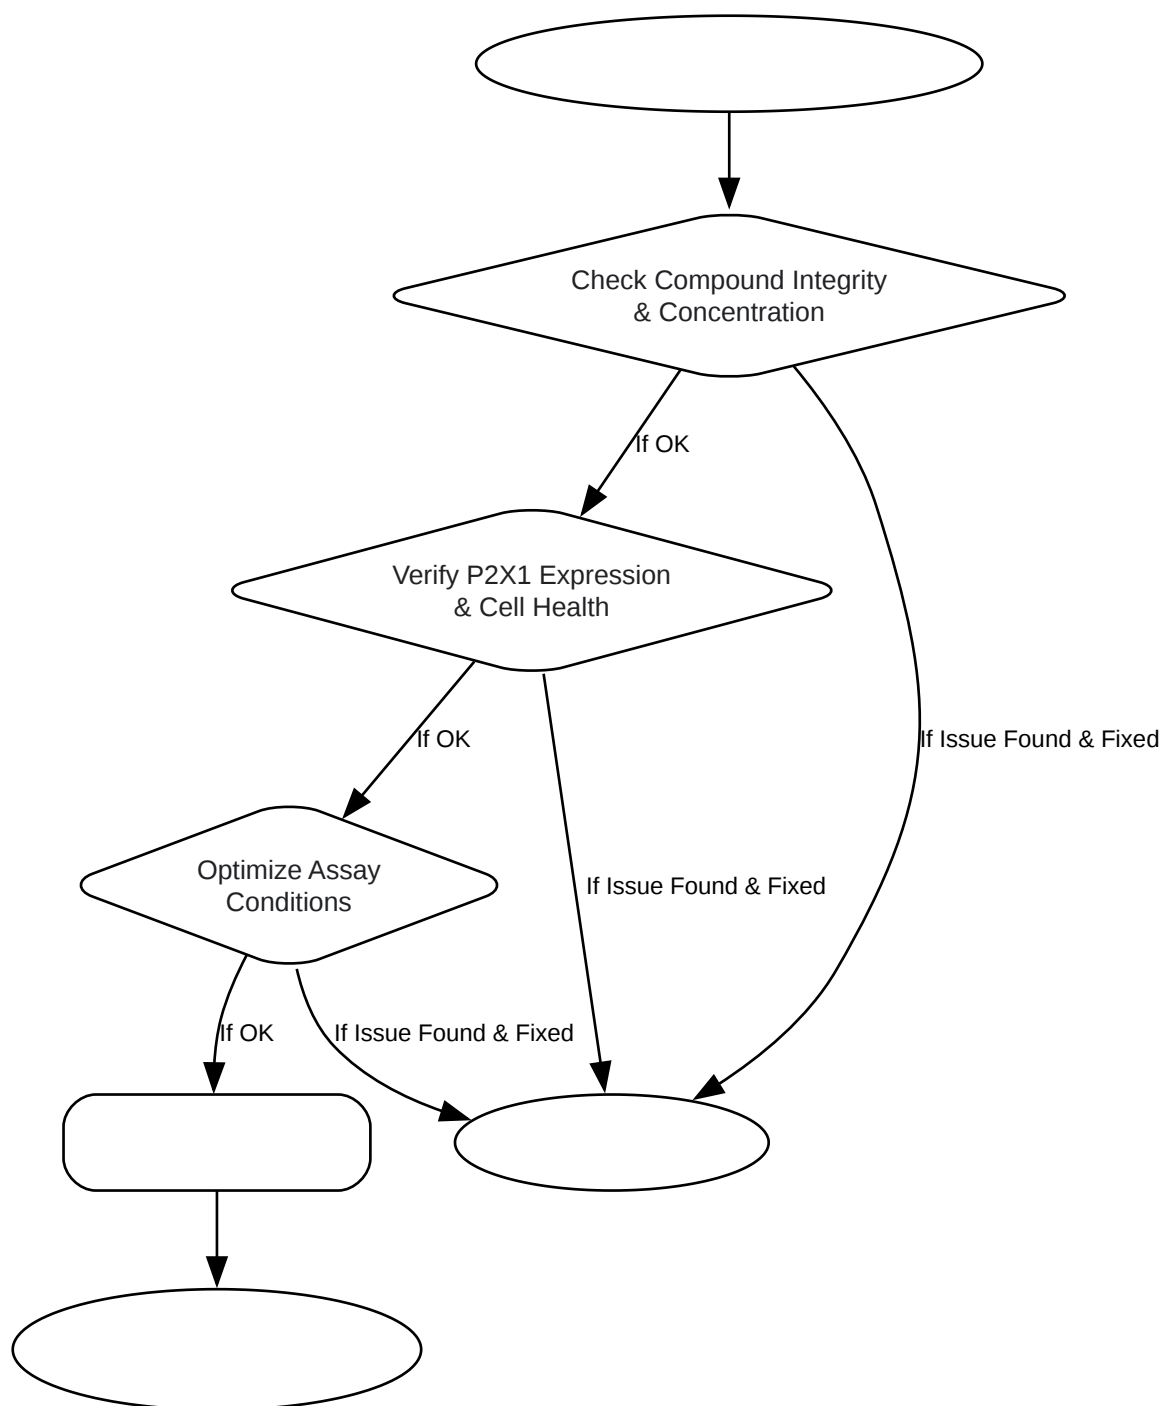 Check Compound Integrity
& Concentration
If OK
Verify P2X1 Expression
& Cell Health
If OK
If Issue Found & Fixed
Optimize Assay
Conditions
If Issue Found & Fixed
If OK
If Issue Found & Fixed